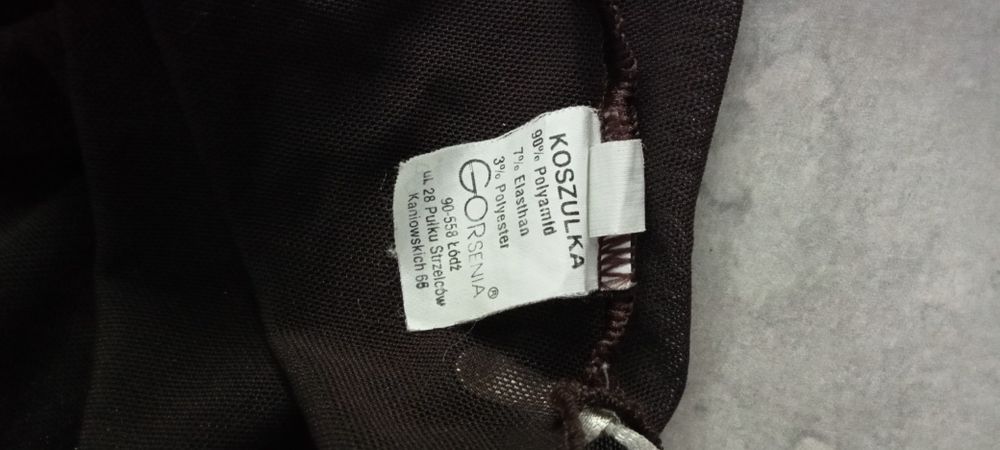 KOSZULKA
90% Polyamid
7% Elasthan
3% Polyester
GORSENIA®
90-558 Łódź
ul. 28 Pułku Strzelców
Kaniowskich 66